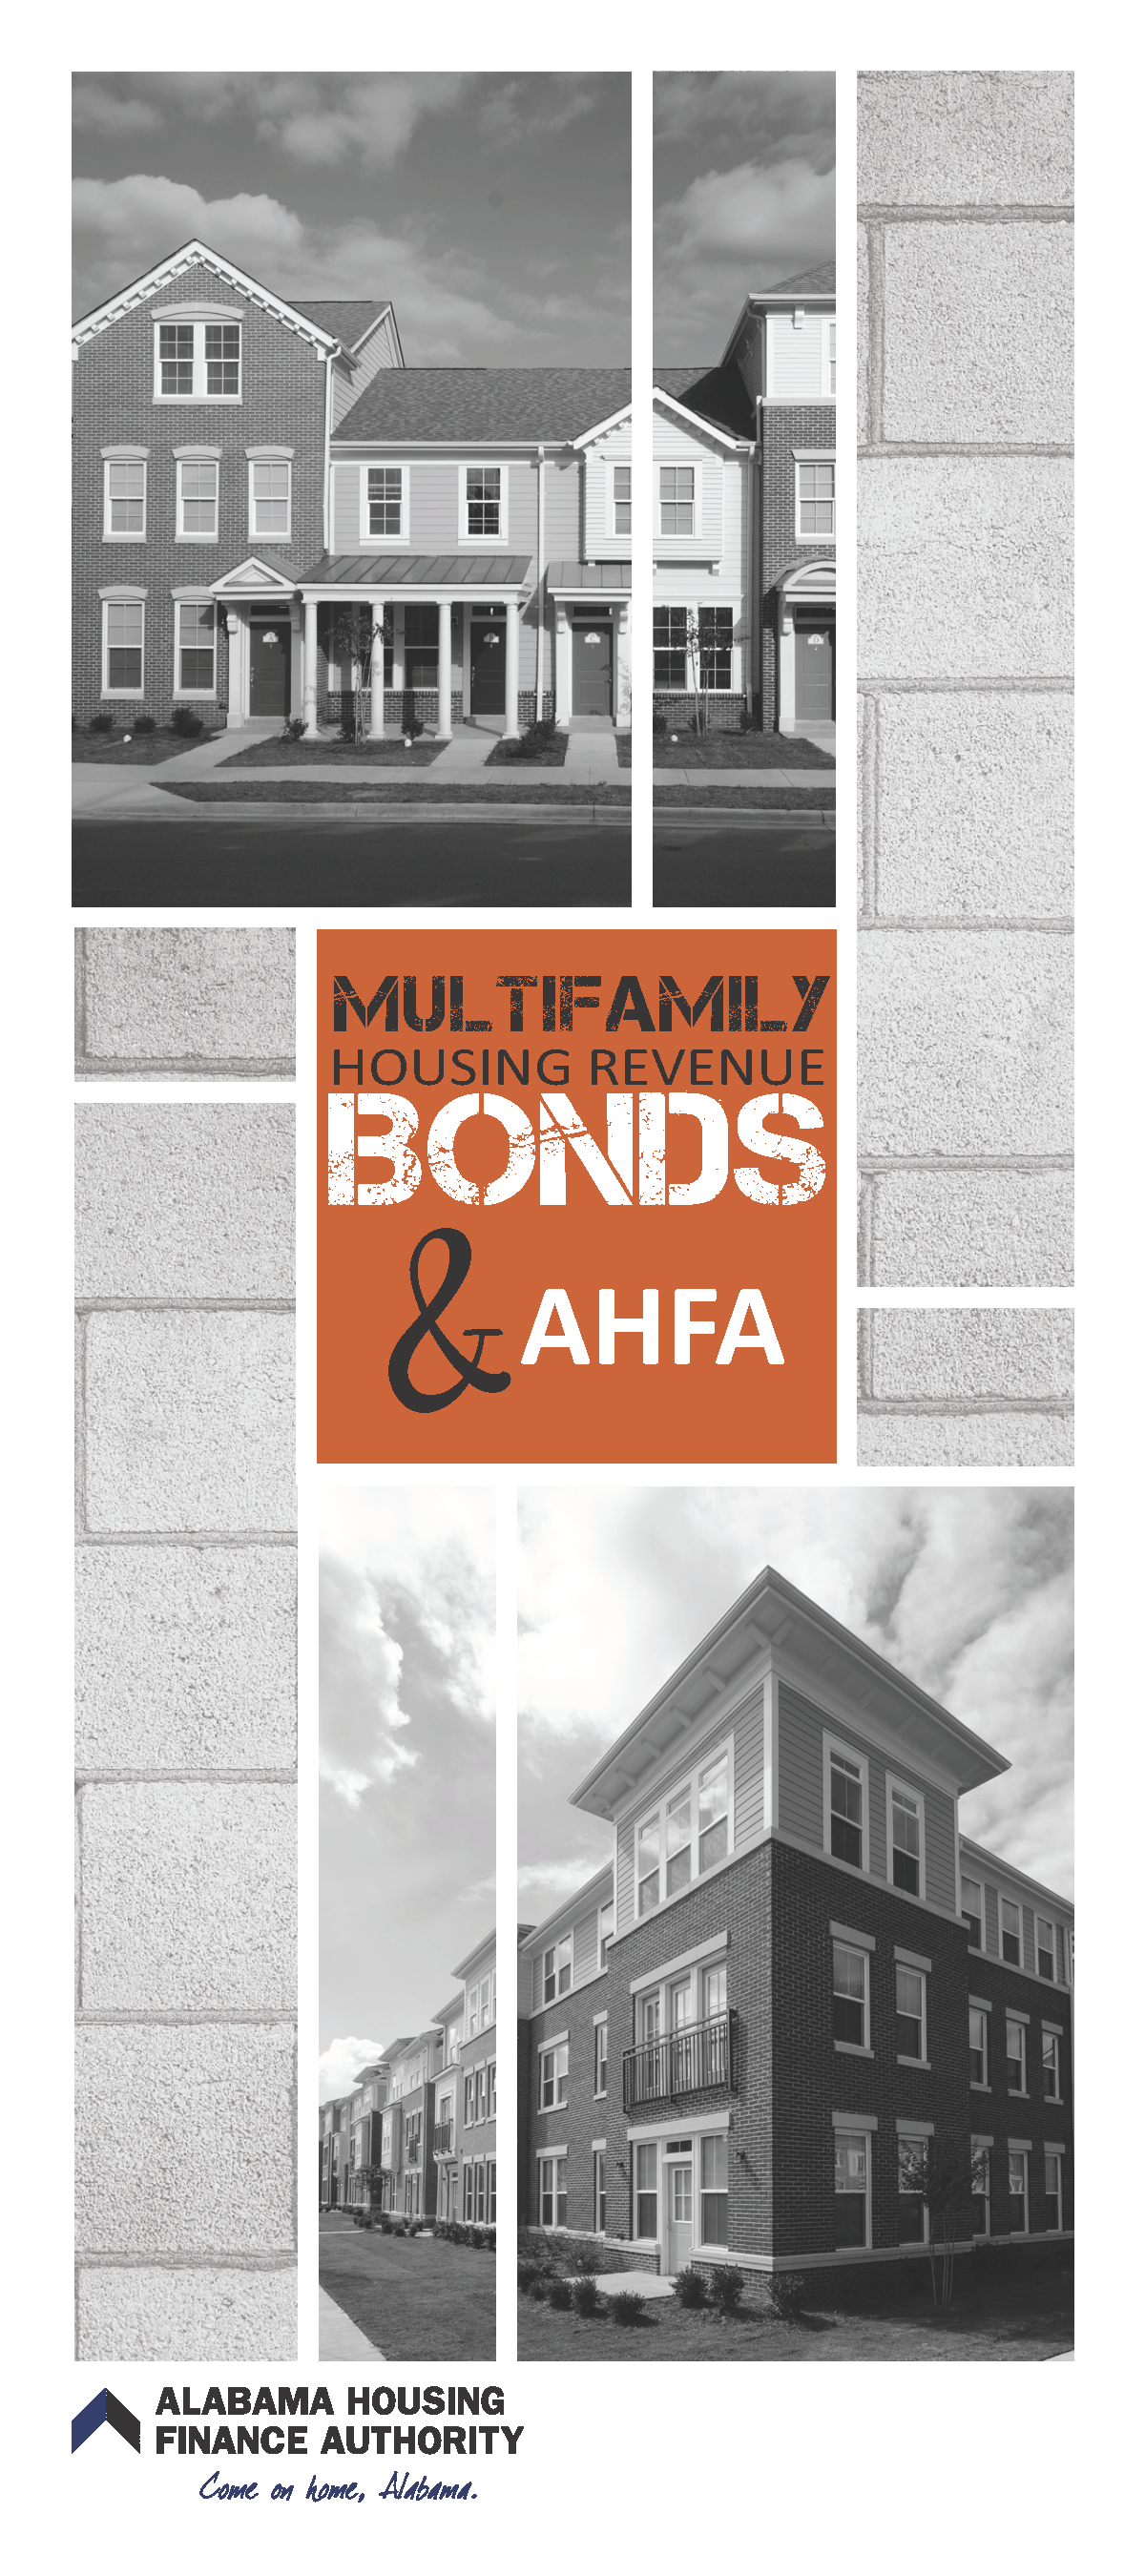 MULTIFAMILY
HOUSING REVENUE
BONDS
& AHFA
ALABAMA HOUSING
FINANCE AUTHORITY
Come on home, Alabama.